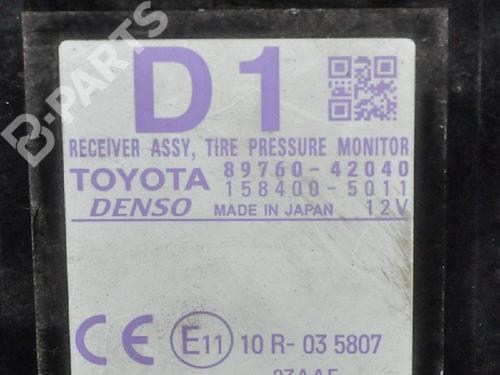 B-PARTS
D1
RECEIVER ASSY, TIRE PRESSURE MONITOR
TOYOTA 89760-42040
158400-5011
DENSO MADE IN JAPAN 12V
CE E11 10 R- 03 5807